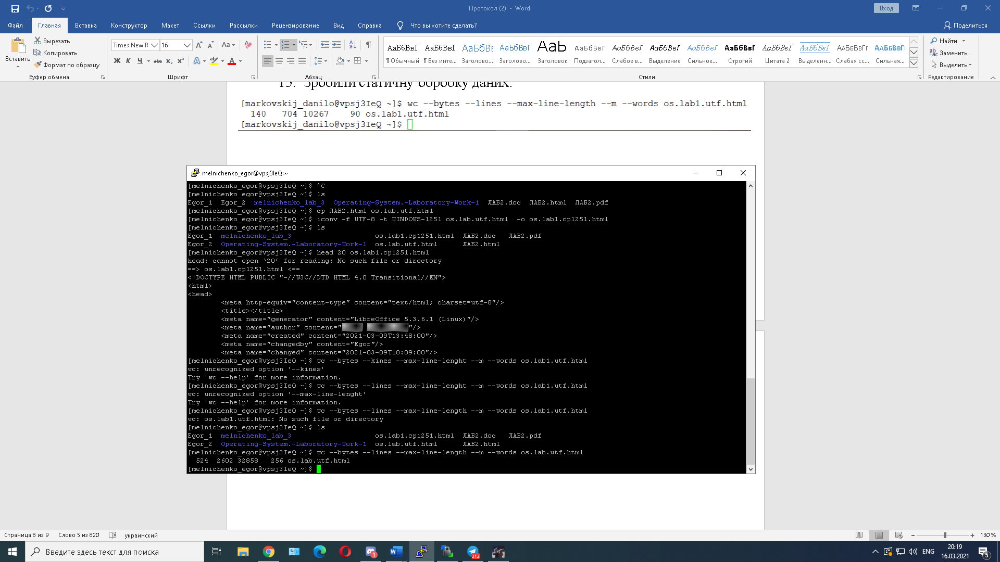 Протокол (2) - Word
Вход
Файл Главная Вставка Конструктор Макет Ссылки Рассылки Рецензирование Вид Справка Что вы хотите сделать? Поделиться
Вставить
Вырезать
Копировать
Формат по образцу
Буфер обмена
Times New R 16 Aa
Ж К Ч abc x₂ x² А А
Шрифт
Абзац
АаБбВвІ АаБбВвІ АаБбВı АаБбВвГ Aab АаБбВвГ АаБбВвГ АаБбВвГ АаБбВвГ АаБбВвГ АаБбВвІ АаБбВвІ ААББВВГГ ААББВВГ
¶ Обычный ¶ Без инте... Заголово... Заголово... Заголовок Подзагол... Слабое в... Выделение Сильное... Строгий Цитата 2 Выделенн... Слабая сс... Сильная...
Стили
Найти
Заменить
Выделить
Редактирование
Зробили статичну обробку даних.
[markovskij_danilo@vpsj3IeQ ~]$ wc --bytes --lines --max-line-length --m --words os.lab1.utf.html
140 704 10267 90 os.lab1.utf.html
[markovskij_danilo@vpsj3IeQ ~]$
melnichenko_egor@vpsj3IeQ:~
[melnichenko_egor@vpsj3IeQ ~]$ ^C
[melnichenko_egor@vpsj3IeQ ~]$ ls
Egor_1 Egor_2 melnichenko_lab_3 Operating-System.-Laboratory-Work-1 ЛАБ2.doc ЛАБ2.html ЛАБ2.pdf
[melnichenko_egor@vpsj3IeQ ~]$ cp ЛАБ2.html os.lab.utf.html
[melnichenko_egor@vpsj3IeQ ~]$ iconv -f UTF-8 -t WINDOWS-1251 os.lab.utf.html -o os.lab1.cp1251.html
[melnichenko_egor@vpsj3IeQ ~]$ ls
Egor_1 melnichenko_lab_3 os.lab1.cp1251.html ЛАБ2.doc ЛАБ2.pdf
Egor_2 Operating-System.-Laboratory-Work-1 os.lab.utf.html ЛАБ2.html
[melnichenko_egor@vpsj3IeQ ~]$ head 20 os.lab1.cp1251.html
head: cannot open ‘20’ for reading: No such file or directory
==> os.lab1.cp1251.html <==
<!DOCTYPE HTML PUBLIC "-//W3C//DTD HTML 4.0 Transitional//EN">
<html>
<head>
<meta http-equiv="content-type" content="text/html; charset=utf-8"/>
<title></title>
<meta name="generator" content="LibreOffice 5.3.6.1 (Linux)"/>
<meta name="author" content="▒▒▒▒▒ ▒▒▒▒▒▒▒▒▒▒"/>
<meta name="created" content="2021-03-09T13:48:00"/>
<meta name="changedby" content="Egor"/>
<meta name="changed" content="2021-03-09T18:09:00"/>
[melnichenko_egor@vpsj3IeQ ~]$ wc --bytes --kines --max-line-lenght --m --words os.lab1.utf.html
wc: unrecognized option '--kines'
Try 'wc --help' for more information.
[melnichenko_egor@vpsj3IeQ ~]$ wc --bytes --lines --max-line-lenght --m --words os.lab1.utf.html
wc: unrecognized option '--max-line-lenght'
Try 'wc --help' for more information.
[melnichenko_egor@vpsj3IeQ ~]$ wc --bytes --lines --max-line-length --m --words os.lab1.utf.html
wc: os.lab1.utf.html: No such file or directory
[melnichenko_egor@vpsj3IeQ ~]$ ls
Egor_1 melnichenko_lab_3 os.lab1.cp1251.html ЛАБ2.doc ЛАБ2.pdf
Egor_2 Operating-System.-Laboratory-Work-1 os.lab.utf.html ЛАБ2.html
[melnichenko_egor@vpsj3IeQ ~]$ wc --bytes --lines --max-line-length --m --words os.lab.utf.html
524 2602 32858 256 os.lab.utf.html
[melnichenko_egor@vpsj3IeQ ~]$
Страница 8 из 9 Слово 5 из 820 украинский 130 %
Введите здесь текст для поиска
1
212
ENG
20:19
16.03.2021
5